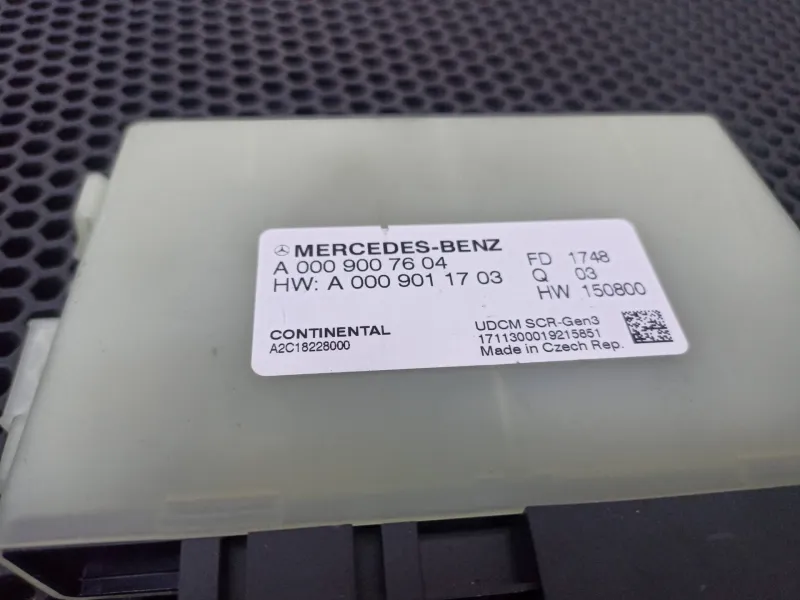 MERCEDES-BENZ
A 000 900 76 04
HW: A 000 901 17 03
FD 1748
Q 03
HW 150800
CONTINENTAL
A2C18228000
UDCM SCR-Gen3
1711300019215851
Made in Czech Rep.